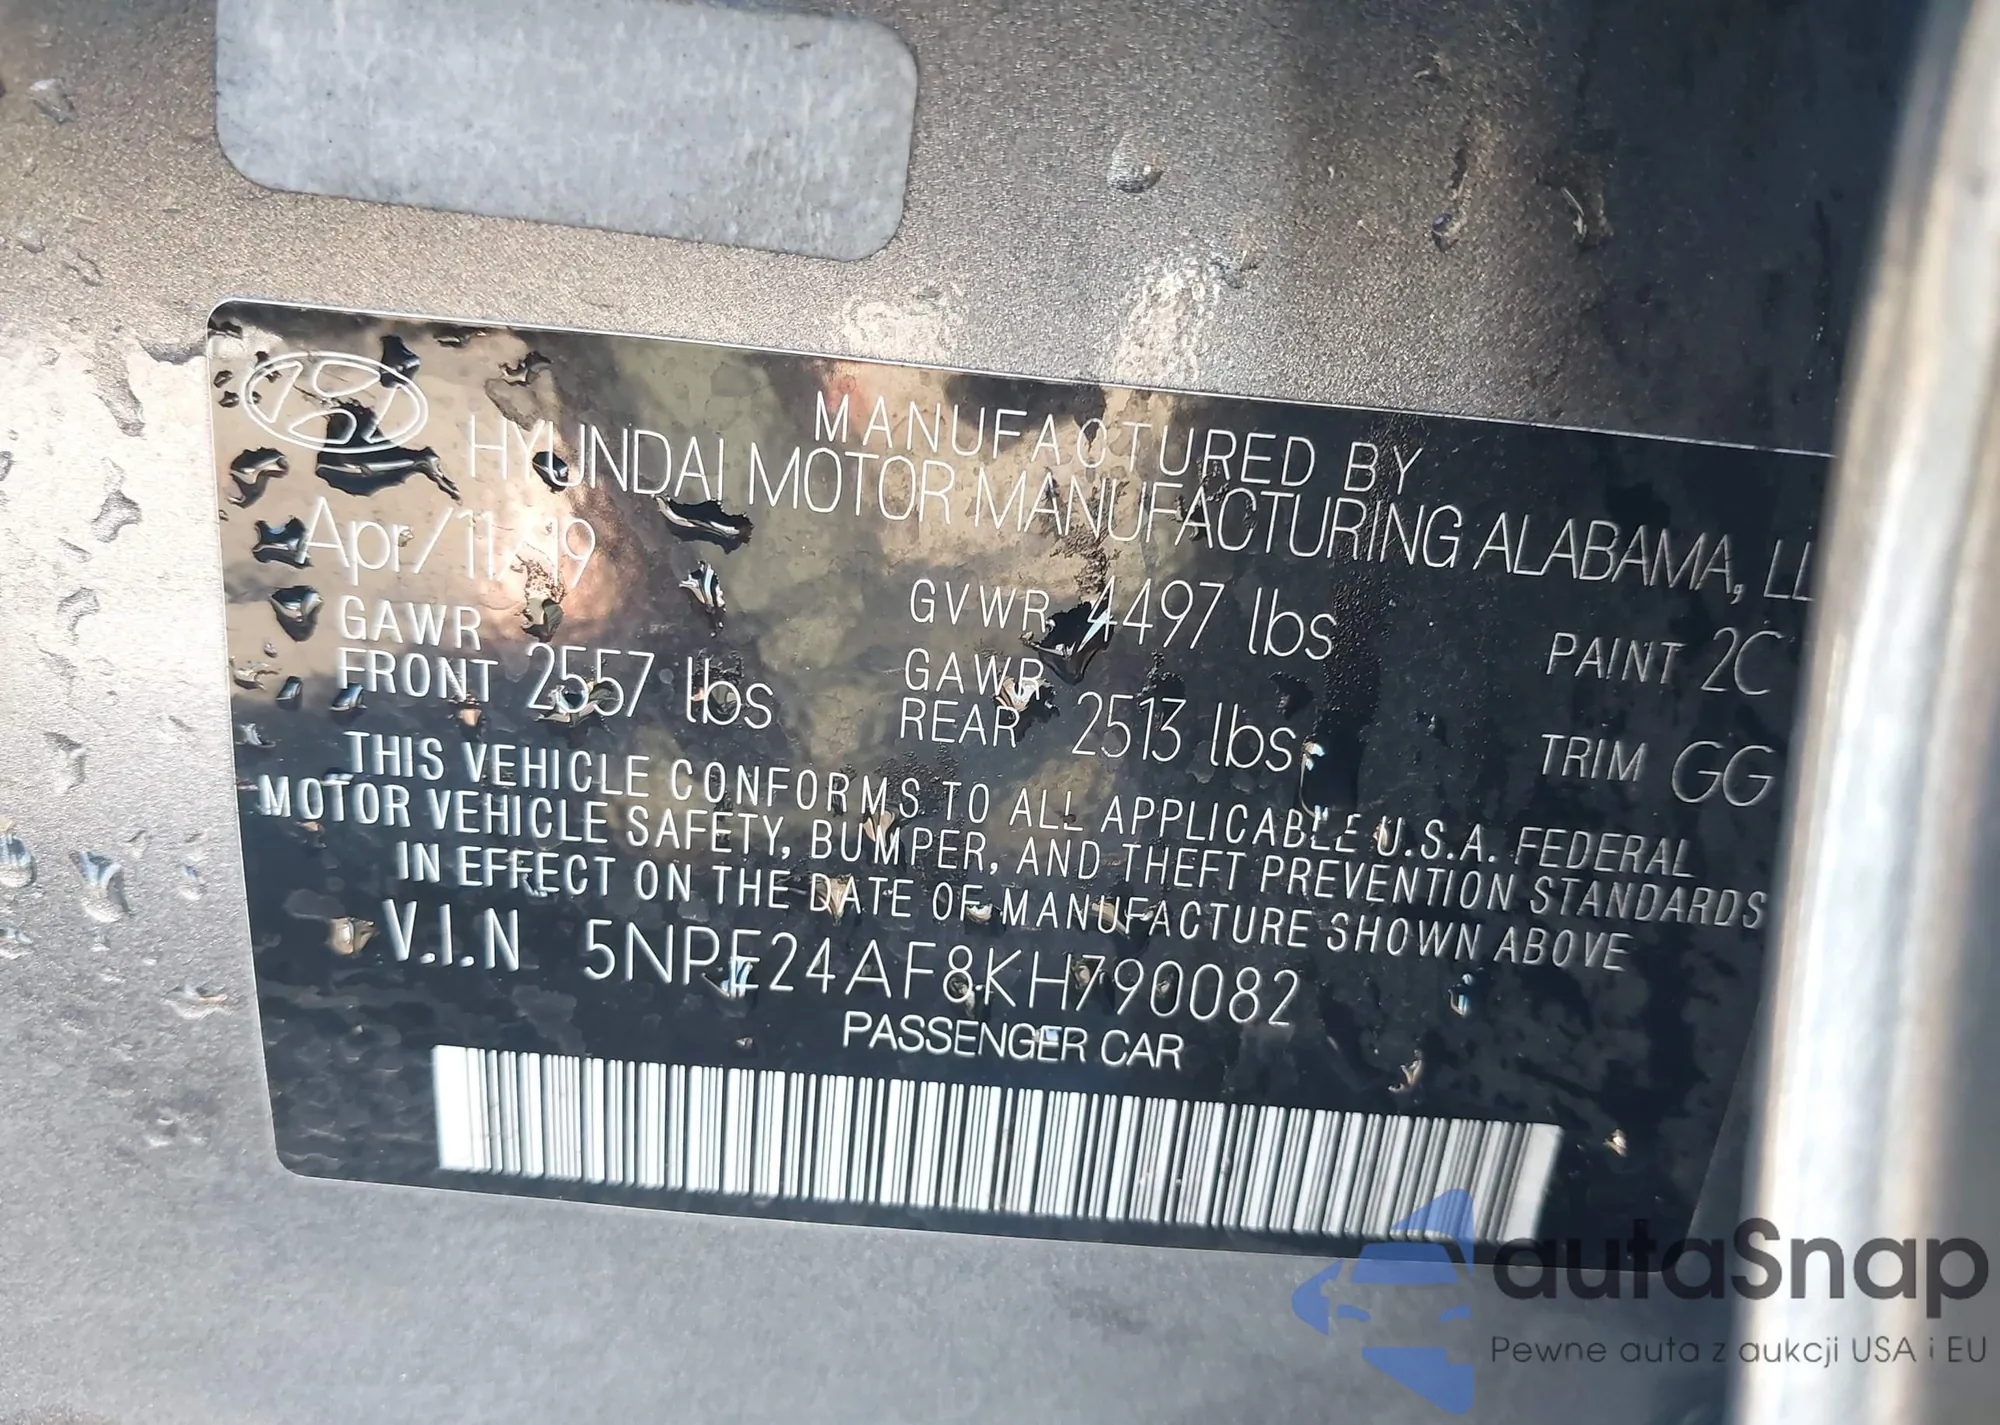 MANUFACTURED BY
HYUNDAI MOTOR MANUFACTURING ALABAMA, LL
Apr/11/19
GVWR 4497 lbs
PAINT 2C
GAWR FRONT 2557 lbs
GAWR REAR 2513 lbs
TRIM GG
THIS VEHICLE CONFORMS TO ALL APPLICABLE U.S.A. FEDERAL
MOTOR VEHICLE SAFETY, BUMPER, AND THEFT PREVENTION STANDARDS
IN EFFECT ON THE DATE OF MANUFACTURE SHOWN ABOVE
V.I.N 5NPE24AF8KH790082
PASSENGER CAR
autaSnap
Pewne auta z aukcji USA i EU